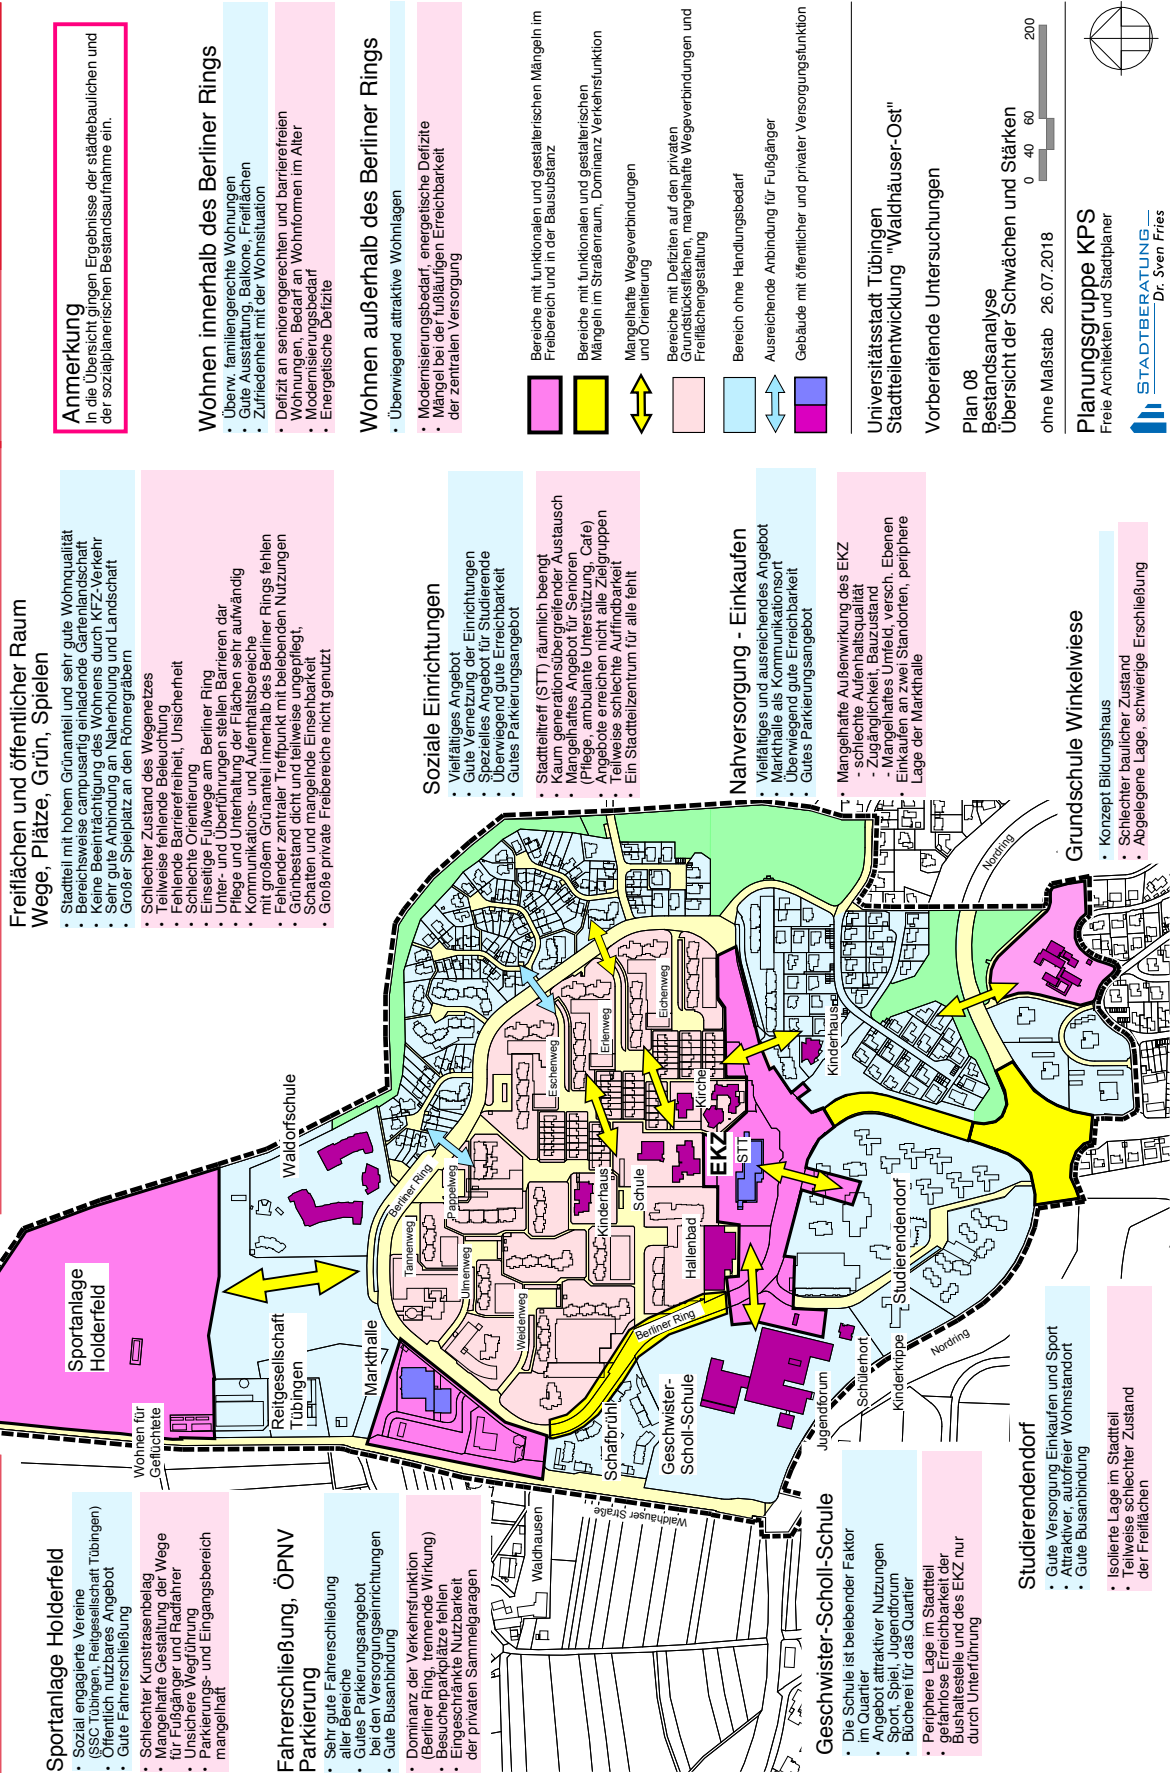 Sportanlage Holderfeld
• Sozial engagierte Vereine
(SSC Tübingen, Reitgesellschaft Tübingen)
• Öffentlich nutzbares Angebot
• Gute Fahrerschließung
• Schlechter Kunstrasenbelag
• Mangelhafte Gestaltung der Wege
für Fußgänger und Radfahrer
• Unsichere Wegführung
• Parkierungs- und Eingangsbereich
mangelhaft
Fahrerschließung, ÖPNV
Parkierung
• Sehr gute Fahrerschließung
aller Bereiche
• Gutes Parkierungsangebot
bei den Versorgungseinrichtungen
• Gute Busanbindung
• Dominanz der Verkehrsfunktion
(Berliner Ring, trennende Wirkung)
• Besucherparkplätze fehlen
• Eingeschränkte Nutzbarkeit
der privaten Sammelgaragen
Geschwister-Scholl-Schule
• Die Schule ist belebender Faktor
im Quartier
• Angebot attraktiver Nutzungen
Sport, Spiel, Jugendforum
• Bücherei für das Quartier
• Periphere Lage im Stadtteil
• gefahrlose Erreichbarkeit der
Bushaltestelle und des EKZ nur
durch Unterführung
Studierendendorf
• Gute Versorgung Einkaufen und Sport
• Attraktiver, autofreier Wohnstandort
• Gute Busanbindung
• Isolierte Lage im Stadtteil
• Teilweise schlechter Zustand
der Freiflächen
Sportanlage
Holderfeld
Wohnen für
Geflüchtete
Reitgesellschaft
Tübingen
Markthalle
Waldorfschule
Berliner Ring
Tannenweg
Pappelweg
Ulmenweg
Weidenweg
Eschenweg
Erlenweg
Eichenweg
Kinderhaus
Schule
Hallenbad
Kirche
EKZ
STT
Kinderhaus
Berliner Ring
Schafbrühl
Geschwister-
Scholl-Schule
Jugendforum
Schülerhort
Kinderkrippe
Studierendendorf
Nordring
Nordring
Waldhäuser Straße
Waldhausen
Freiflächen und öffentlicher Raum
Wege, Plätze, Grün, Spielen
• Stadtteil mit hohem Grünanteil und sehr gute Wohnqualität
• Bereichsweise campusartig einladende Gartenlandschaft
• Keine Beeinträchtigung des Wohnens durch KFZ-Verkehr
• Sehr gute Anbindung an Naherholung und Landschaft
• Großer Spielplatz an den Römergräbern
• Schlechter Zustand des Wegenetzes
• Teilweise fehlende Beleuchtung
• Fehlende Barrierefreiheit, Unsicherheit
• Schlechte Orientierung
• Einseitige Fußwege am Berliner Ring
• Unter- und Überführungen stellen Barrieren dar
• Pflege und Unterhaltung der Flächen sehr aufwändig
• Kommunikations- und Aufenthaltsbereiche
mit großem Grünanteil innerhalb des Berliner Rings fehlen
• Fehlender zentraler Treffpunkt mit belebenden Nutzungen
• Grünbestand dicht und teilweise ungepflegt,
Schatten und mangelnde Einsehbarkeit
• Große private Freibereiche nicht genutzt
Soziale Einrichtungen
• Vielfältiges Angebot
• Gute Vernetzung der Einrichtungen
• Spezielles Angebot für Studierende
• Überwiegend gute Erreichbarkeit
• Gutes Parkierungsangebot
• Stadtteiltreff (STT) räumlich beengt
• Kaum generationsübergreifender Austausch
• Mangelhaftes Angebot für Senioren
(Pflege, ambulante Unterstützung, Cafe)
• Angebote erreichen nicht alle Zielgruppen
• Teilweise schlechte Auffindbarkeit
• Ein Stadtteilzentrum für alle fehlt
Nahversorgung - Einkaufen
• Vielfältiges und ausreichendes Angebot
• Markthalle als Kommunikationsort
• Überwiegend gute Erreichbarkeit
• Gutes Parkierungsangebot
• Mangelhafte Außenwirkung des EKZ
- schlechte Aufenhaltsqualität
- Zugänglichkeit, Bauzustand
- Mangelhaftes Umfeld, versch. Ebenen
• Einkaufen an zwei Standorten, periphere
Lage der Markthalle
Grundschule Winkelwiese
• Konzept Bildungshaus
• Schlechter baulicher Zustand
• Abgelegene Lage, schwierige Erschließung
Anmerkung
In die Übersicht gingen Ergebnisse der städtebaulichen und
der sozialplanerischen Bestandsaufnahme ein.
Wohnen innerhalb des Berliner Rings
• Überw. familiengerechte Wohnungen
• Gute Ausstattung, Balkone, Freiflächen
• Zufriedenheit mit der Wohnsituation
• Defizit an seniorengerechten und barrierefreien
Wohnungen, Bedarf an Wohnformen im Alter
• Modernisierungsbedarf
• Energetische Defizite
Wohnen außerhalb des Berliner Rings
• Überwiegend attraktive Wohnlagen
• Modernisierungsbedarf, energetische Defizite
• Mängel bei der fußläufigen Erreichbarkeit
der zentralen Versorgung
Bereiche mit funktionalen und gestalterischen Mängeln im
Freibereich und in der Bausubstanz
Bereiche mit funktionalen und gestalterischen
Mängeln im Straßenraum, Dominanz Verkehrsfunktion
Mangelhafte Wegeverbindungen
und Orientierung
Bereiche mit Defiziten auf den privaten
Grundstücksflächen, mangelhafte Wegeverbindungen und
Freiflächengestaltung
Bereich ohne Handlungsbedarf
Ausreichende Anbindung für Fußgänger
Gebäude mit öffentlicher und privater Versorgungsfunktion
Universitätsstadt Tübingen
Stadtteilentwicklung "Waldhäuser-Ost"
Vorbereitende Untersuchungen
Plan 08
Bestandsanalyse
Übersicht der Schwächen und Stärken
ohne Maßstab 26.07.2018
0 40 60 200
Planungsgruppe KPS
Freie Architekten und Stadtplaner
STADTBERATUNG
Dr. Sven Fries